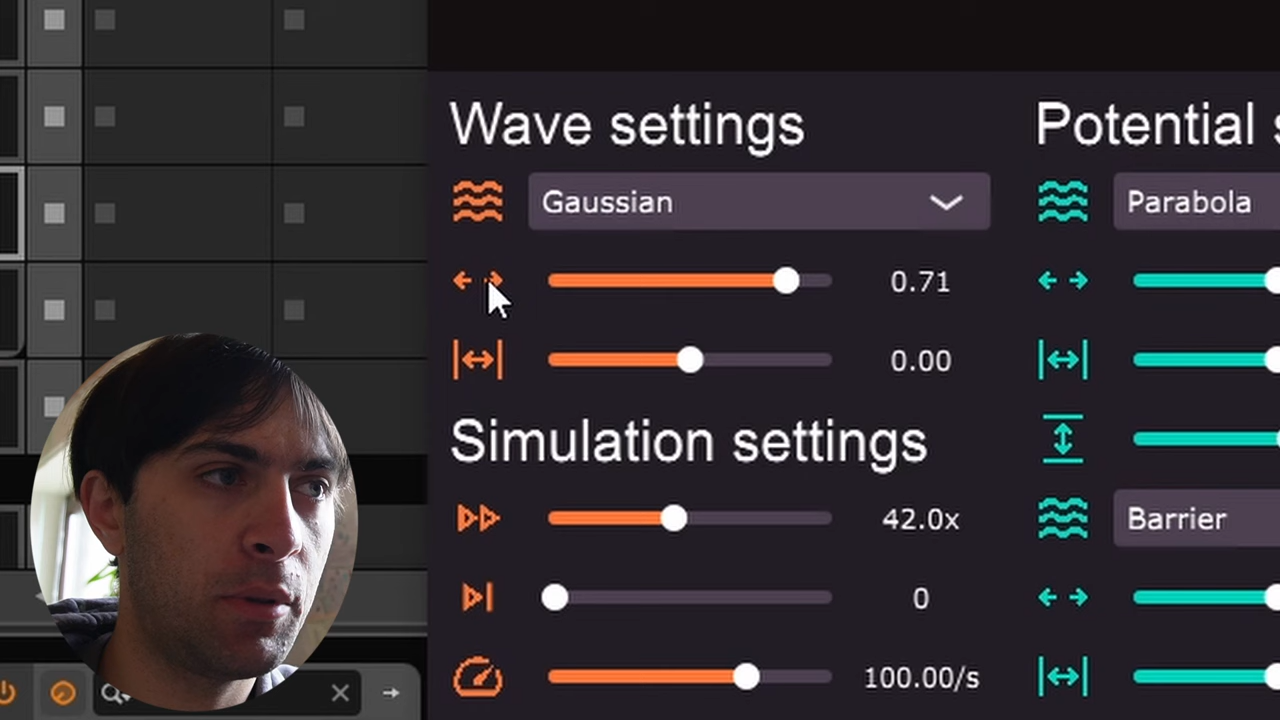 Wave settings
Gaussian
0.71
0.00
Simulation settings
42.0x
0
100.00/s
Potential s
Parabola
Barrier